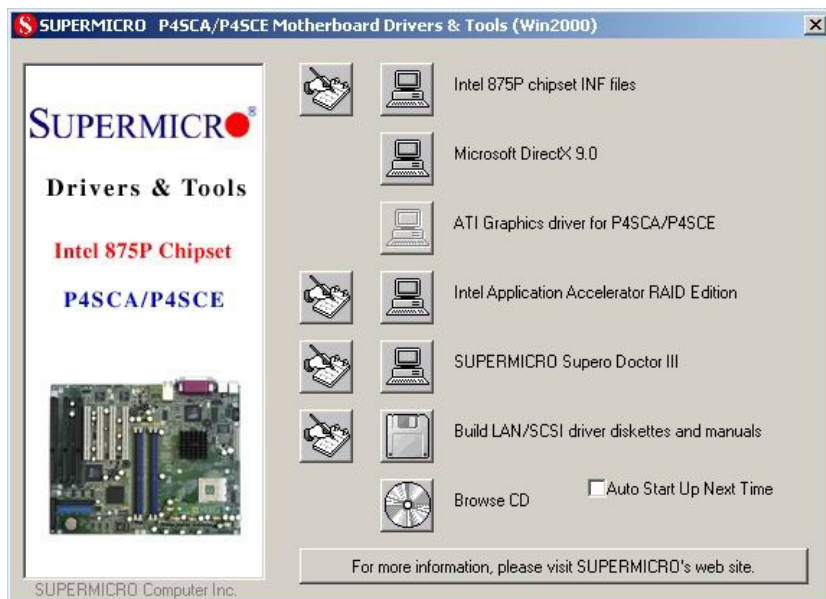 SUPERMICRO P4SCA/P4SCE Motherboard Drivers & Tools (Win2000)
SUPERMICRO®
Drivers & Tools
Intel 875P Chipset
P4SCA/P4SCE
SUPERMICRO Computer Inc.
Intel 875P chipset INF files
Microsoft DirectX 9.0
ATI Graphics driver for P4SCA/P4SCE
Intel Application Accelerator RAID Edition
SUPERMICRO Supero Doctor III
Build LAN/SCSI driver diskettes and manuals
Browse CD
Auto Start Up Next Time
For more information, please visit SUPERMICRO's web site.